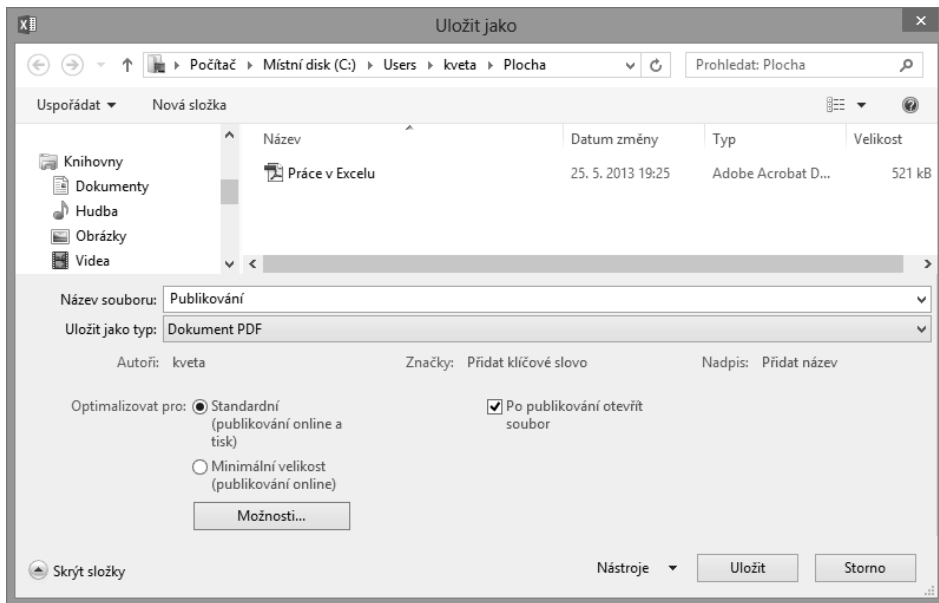 Uložit jako
Počítač ▸ Místní disk (C:) ▸ Users ▸ kveta ▸ Plocha
Prohledat: Plocha
Uspořádat
Nová složka
Knihovny
Dokumenty
Hudba
Obrázky
Videa
Název
Datum změny
Typ
Velikost
Práce v Excelu
25. 5. 2013 19:25
Adobe Acrobat D...
521 kB
Název souboru: Publikování
Uložit jako typ: Dokument PDF
Autoři: kveta
Značky: Přidat klíčové slovo
Nadpis: Přidat název
Optimalizovat pro:
Standardní
(publikování online a
tisk)
Minimální velikost
(publikování online)
Po publikování otevřít
soubor
Možnosti...
Skrýt složky
Nástroje
Uložit
Storno